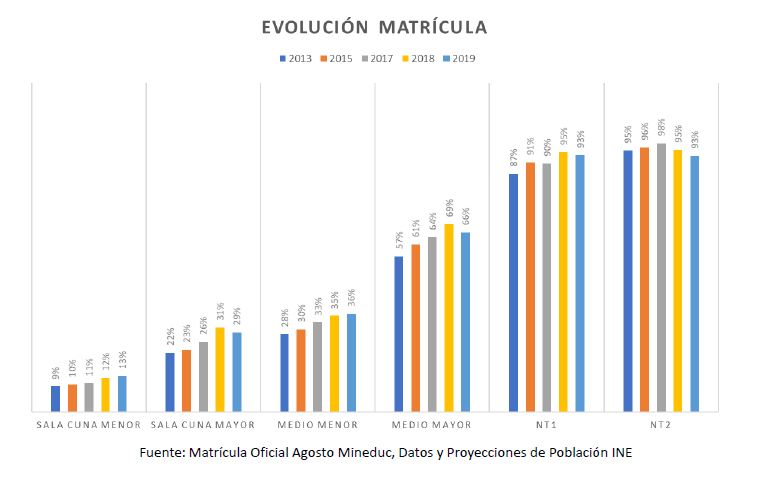 EVOLUCIÓN MATRÍCULA
2013 2015 2017 2018 2019
9% 10% 11% 12% 13%
22% 23% 26% 31% 29%
28% 30% 33% 35% 36%
57% 61% 64% 69% 66%
87% 91% 90% 95% 93%
95% 96% 98% 95% 93%
SALA CUNA MENOR SALA CUNA MAYOR MEDIO MENOR MEDIO MAYOR NT1 NT2
Fuente: Matrícula Oficial Agosto Mineduc, Datos y Proyecciones de Población INE